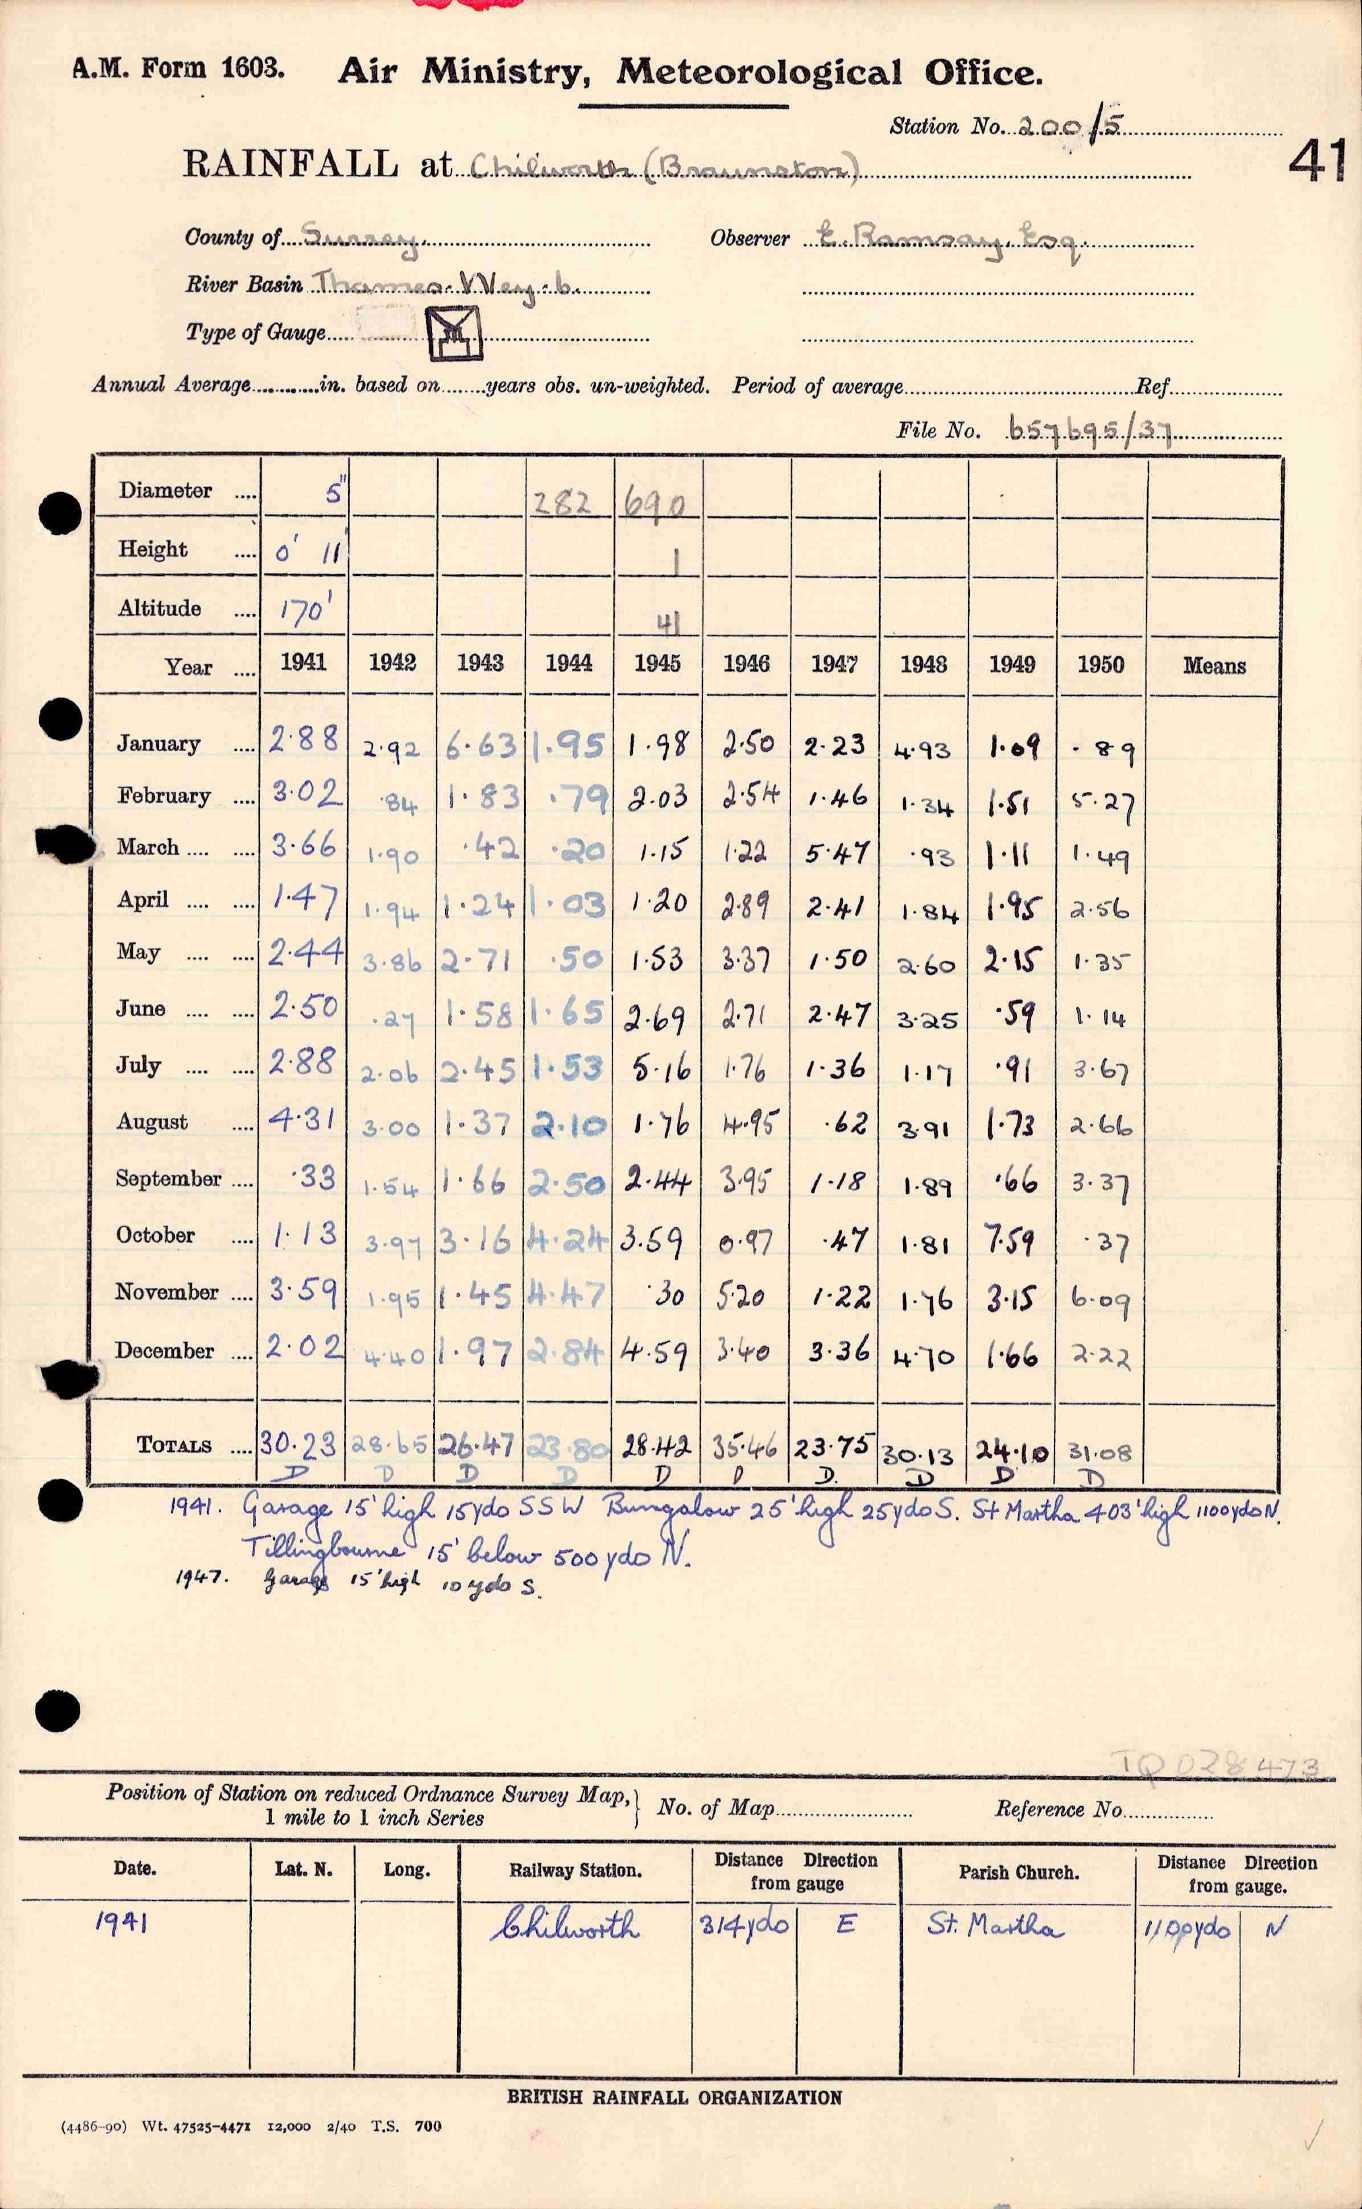 A.M. Form 1603. Air Ministry, Meteorological Office.
Station No. 200/5
41
RAINFALL at Chilworth (Braunston)
County of Surrey. Observer E. Ramsay, Esq.
River Basin Thames-Wey-b.
Type of Gauge
Annual Average in. based on years obs. un-weighted. Period of average Ref
File No. 657695/37
Diameter 5" 282 690
Height 0' 11" 1
Altitude 170' 41
Year 1941 1942 1943 1944 1945 1946 1947 1948 1949 1950 Means
January 2.88 2.92 6.63 1.95 1.98 2.50 2.23 4.93 1.09 .89
February 3.02 .84 1.83 .79 2.03 2.54 1.46 1.34 1.51 5.27
March 3.66 1.90 .42 .20 1.15 1.22 5.47 .93 1.11 1.49
April 1.47 1.94 1.24 1.03 1.20 2.89 2.41 1.84 1.95 2.56
May 2.44 3.86 2.71 .50 1.53 3.37 1.50 2.60 2.15 1.35
June 2.50 .27 1.58 1.65 2.69 2.71 2.47 3.25 .59 1.14
July 2.88 2.06 2.45 1.53 5.16 1.76 1.36 1.17 .91 3.67
August 4.31 3.00 1.37 2.10 1.76 4.95 .62 3.91 1.73 2.66
September .33 1.54 1.66 2.50 2.44 3.95 1.18 1.89 .66 3.37
October 1.13 3.97 3.16 4.24 3.59 0.97 .47 1.81 7.59 .37
November 3.59 1.95 1.45 4.47 .30 5.20 1.22 1.76 3.15 6.09
December 2.02 4.40 1.97 2.84 4.59 3.40 3.36 4.70 1.66 2.22
TOTALS 30.23 28.65 26.47 23.80 28.42 35.46 23.75 30.13 24.10 31.08
D D D D D D D. D D D
1941. Garage 15' high 15yds SSW Bungalow 25' high 25yds S. St Martha 403' high 1100yds N.
Tillingbourne 15' below 500yds N.
1947. Garage 15' high 10 yds S.
TQ 028473
Position of Station on reduced Ordnance Survey Map, 1 mile to 1 inch Series } No. of Map Reference No.
Date. Lat. N. Long. Railway Station. Distance Direction from gauge Parish Church. Distance Direction from gauge.
1941 Chilworth 314yds E St. Martha 1100yds N
BRITISH RAINFALL ORGANIZATION
(4486-90) Wt. 47525-4471 12,000 2/40 T.S. 700